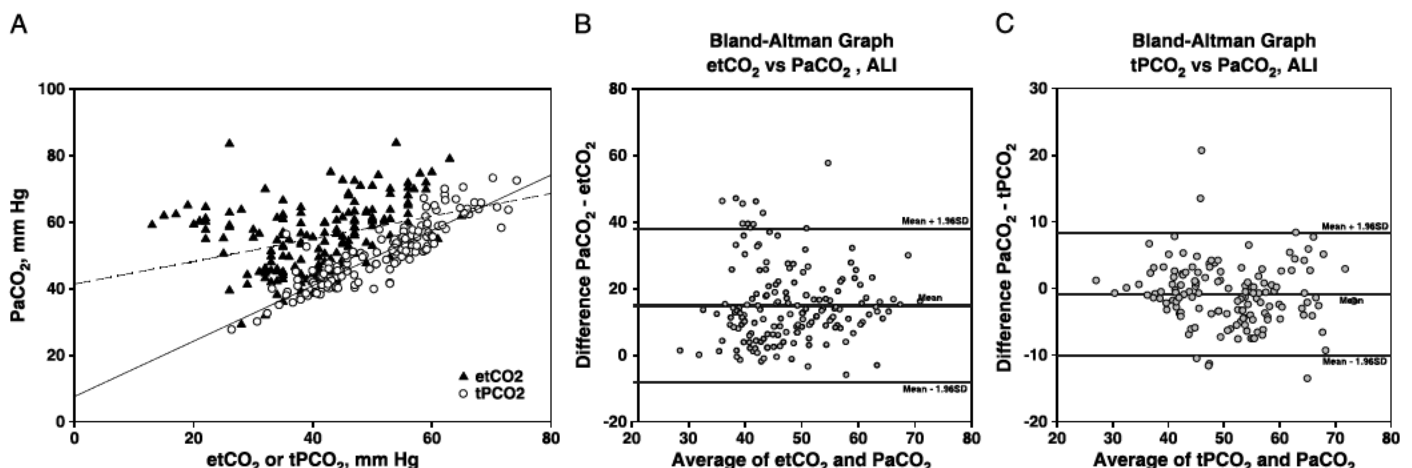 A
PaCO₂, mm Hg
100
80
60
40
20
0
0 20 40 60 80
etCO2
tPCO2
etCO₂ or tPCO₂, mm Hg
B
Bland-Altman Graph
etCO₂ vs PaCO₂ , ALI
Difference PaCO₂ - etCO₂
80
60
40
20
0
-20
Mean + 1.96SD
Mean
Mean - 1.96SD
20 30 40 50 60 70 80
Average of etCO₂ and PaCO₂
C
Bland-Altman Graph
tPCO₂ vs PaCO₂, ALI
Difference PaCO₂ - tPCO₂
30
20
10
0
-10
-20
Mean + 1.96SD
Mean
Mean - 1.96SD
20 30 40 50 60 70 80
Average of tPCO₂ and PaCO₂